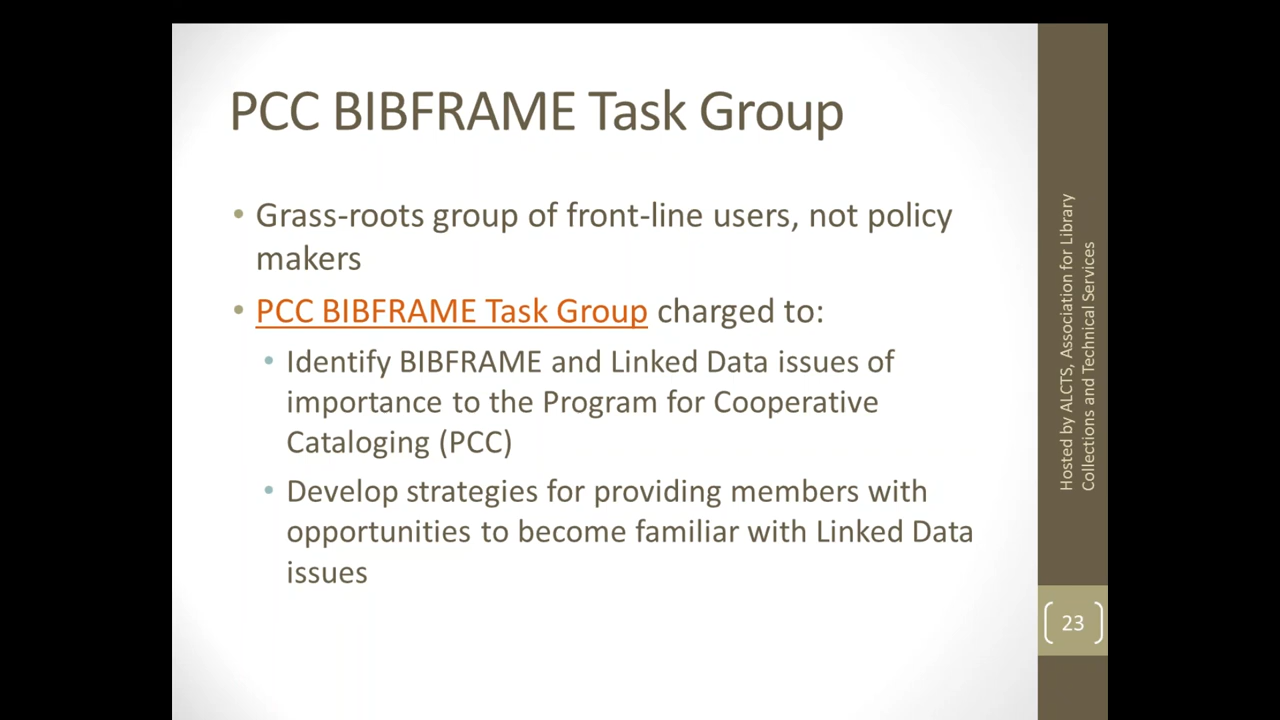 PCC BIBFRAME Task Group
• Grass-roots group of front-line users, not policy
makers
• PCC BIBFRAME Task Group charged to:
• Identify BIBFRAME and Linked Data issues of
importance to the Program for Cooperative
Cataloging (PCC)
• Develop strategies for providing members with
opportunities to become familiar with Linked Data
issues
Hosted by ALCTS, Association for Library
Collections and Technical Services
23